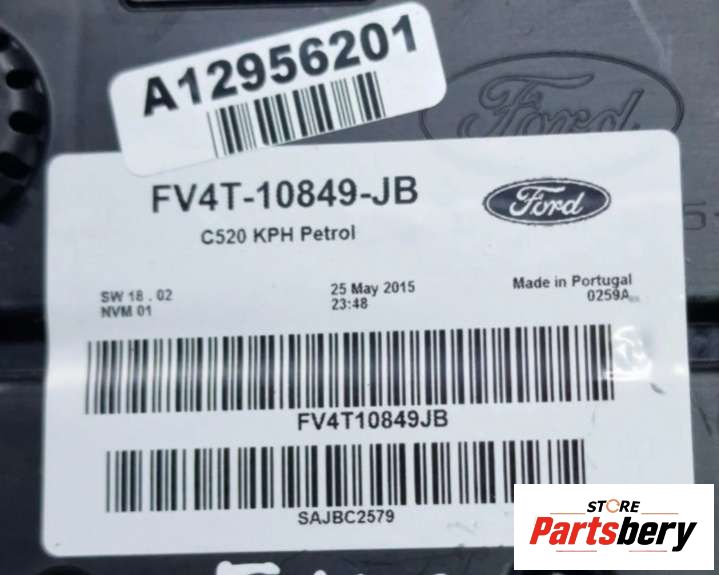 A12956201
Ford
FV4T-10849-JB
Ford
C520 KPH Petrol
SW 18 . 02
NVM 01
25 May 2015
23:48
Made in Portugal
0259A
FV4T10849JB
SAJBC2579
STORE
Partsbery